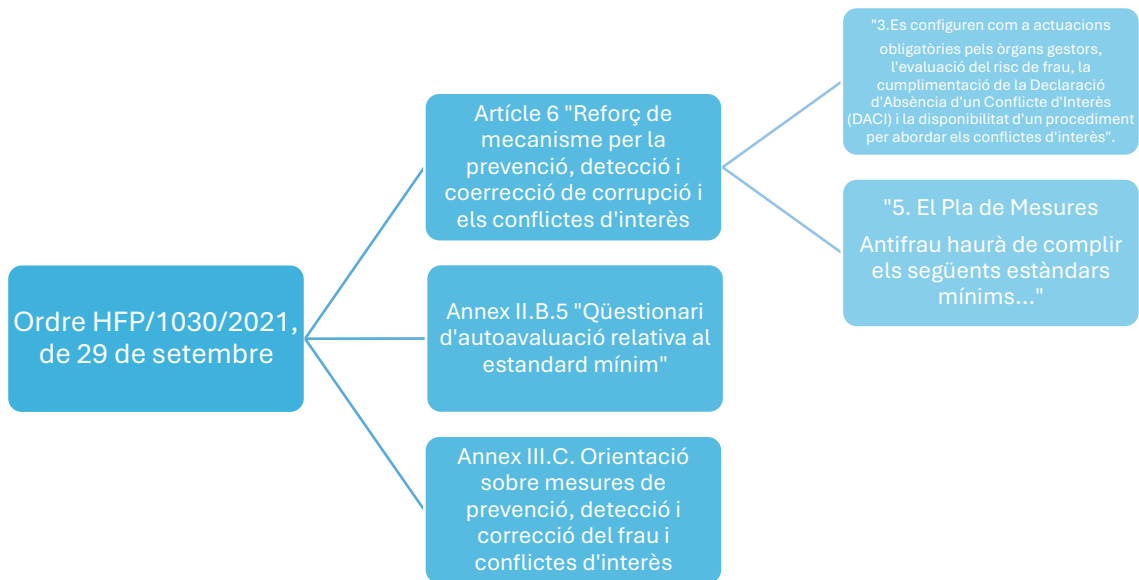 Ordre HFP/1030/2021,
de 29 de setembre
Artícle 6 "Reforç de
mecanisme per la
prevenció, detecció i
coerrecció de corrupció i
els conflictes d'interès
"3.Es configuren com a actuacions
obligatòries pels òrgans gestors,
l'evaluació del risc de frau, la
cumplimentació de la Declaració
d'Absència d'un Conflicte d'Interès
(DACI) i la disponibilitat d'un procediment
per abordar els conflictes d'interès".
"5. El Pla de Mesures
Antifrau haurà de complir
els següents estàndars
mínims..."
Annex II.B.5 "Qüestionari
d'autoavaluació relativa al
estandard mínim"
Annex III.C. Orientació
sobre mesures de
prevenció, detecció i
correcció del frau i
conflictes d'interès